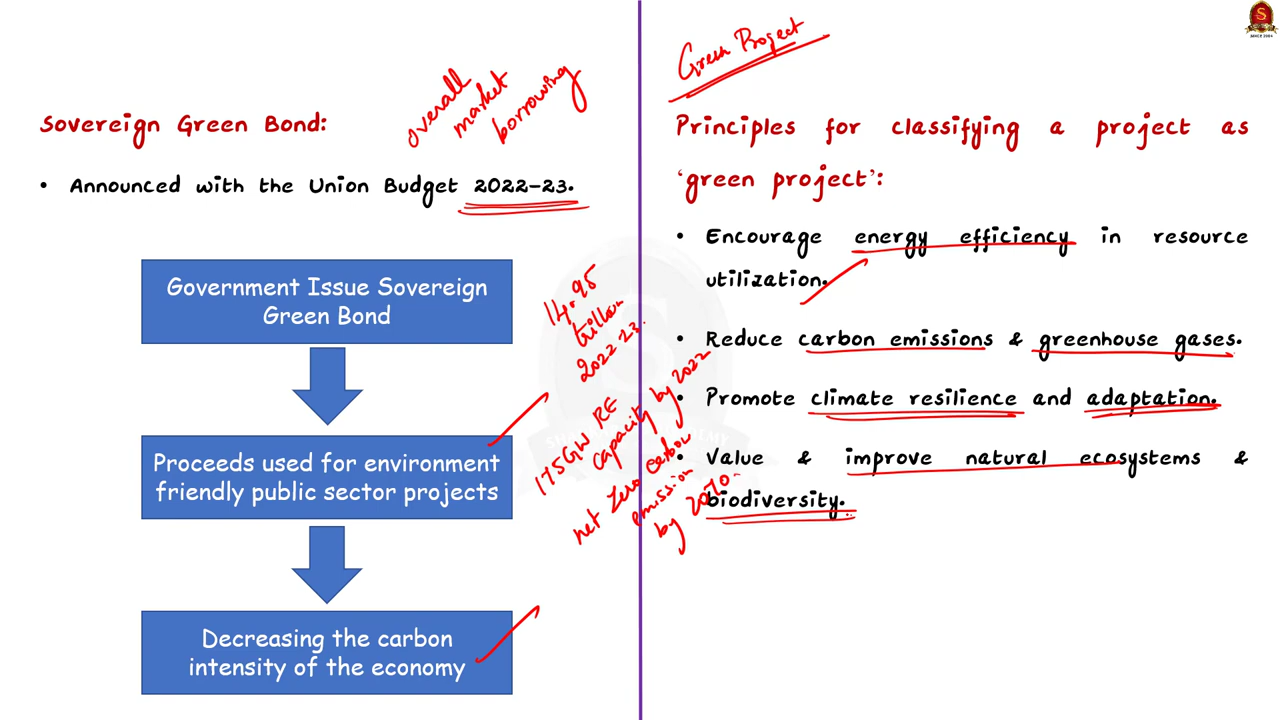 Sovereign Green Bond:
overall
market
borrowing
• Announced with the Union Budget 2022-23.
Government Issue Sovereign
Green Bond
14.95
trillion
2022-23.
Proceeds used for environment
friendly public sector projects
175GW RE
capacity by 2022
net zero carbon
emission
by 2070.
Decreasing the carbon
intensity of the economy
Green Project
Principles for classifying a project as
‘green project’:
• Encourage energy efficiency in resource
utilization.
• Reduce carbon emissions & greenhouse gases.
• Promote climate resilience and adaptation.
• Value & improve natural ecosystems &
biodiversity.
S
SINCE 2004